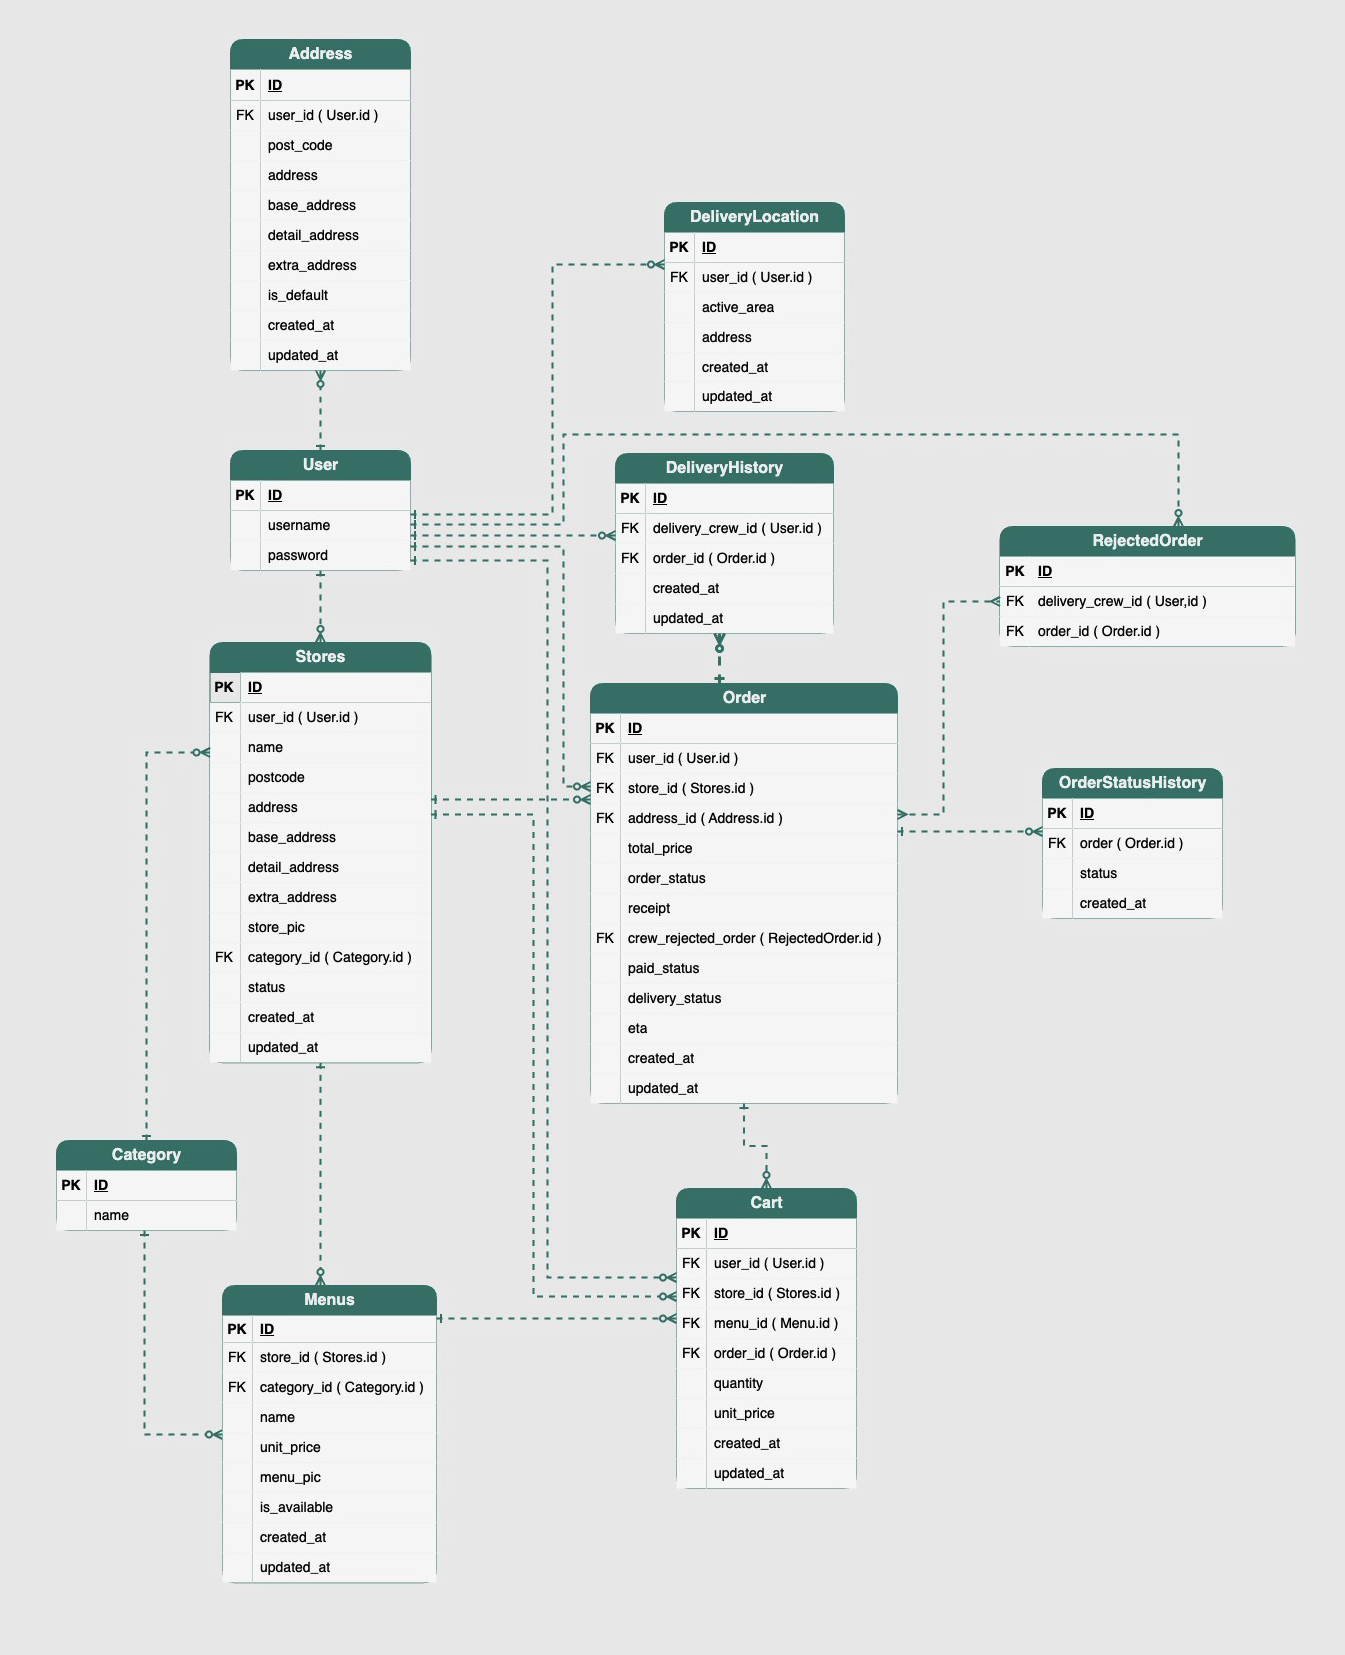 Address
PK ID
FK user_id ( User.id )
post_code
address
base_address
detail_address
extra_address
is_default
created_at
updated_at
DeliveryLocation
PK ID
FK user_id ( User.id )
active_area
address
created_at
updated_at
User
PK ID
username
password
DeliveryHistory
PK ID
FK delivery_crew_id ( User.id )
FK order_id ( Order.id )
created_at
updated_at
RejectedOrder
PK ID
FK delivery_crew_id ( User,id )
FK order_id ( Order.id )
Stores
PK ID
FK user_id ( User.id )
name
postcode
address
base_address
detail_address
extra_address
store_pic
FK category_id ( Category.id )
status
created_at
updated_at
Order
PK ID
FK user_id ( User.id )
FK store_id ( Stores.id )
FK address_id ( Address.id )
total_price
order_status
receipt
FK crew_rejected_order ( RejectedOrder.id )
paid_status
delivery_status
eta
created_at
updated_at
OrderStatusHistory
PK ID
FK order ( Order.id )
status
created_at
Category
PK ID
name
Cart
PK ID
FK user_id ( User.id )
FK store_id ( Stores.id )
FK menu_id ( Menu.id )
FK order_id ( Order.id )
quantity
unit_price
created_at
updated_at
Menus
PK ID
FK store_id ( Stores.id )
FK category_id ( Category.id )
name
unit_price
menu_pic
is_available
created_at
updated_at